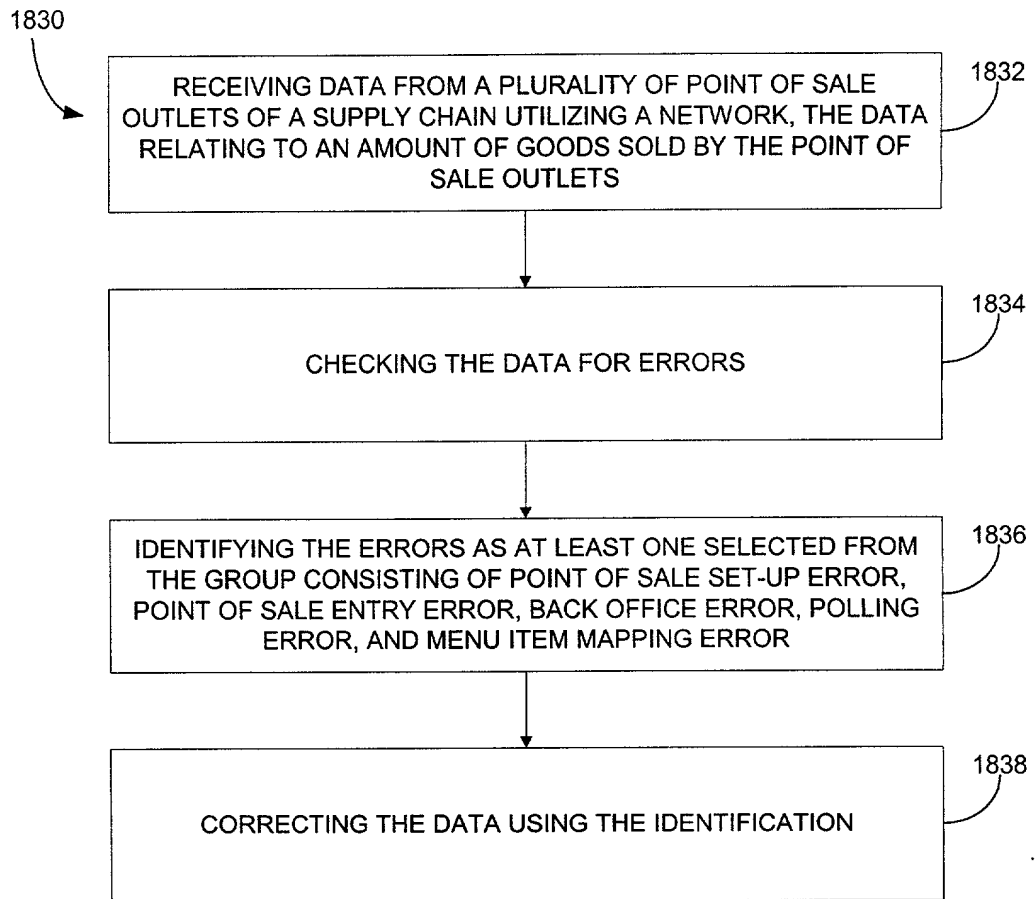 1830
1832
RECEIVING DATA FROM A PLURALITY OF POINT OF SALE
OUTLETS OF A SUPPLY CHAIN UTILIZING A NETWORK, THE DATA
RELATING TO AN AMOUNT OF GOODS SOLD BY THE POINT OF
SALE OUTLETS
1834
CHECKING THE DATA FOR ERRORS
1836
IDENTIFYING THE ERRORS AS AT LEAST ONE SELECTED FROM
THE GROUP CONSISTING OF POINT OF SALE SET-UP ERROR,
POINT OF SALE ENTRY ERROR, BACK OFFICE ERROR, POLLING
ERROR, AND MENU ITEM MAPPING ERROR
1838
CORRECTING THE DATA USING THE IDENTIFICATION